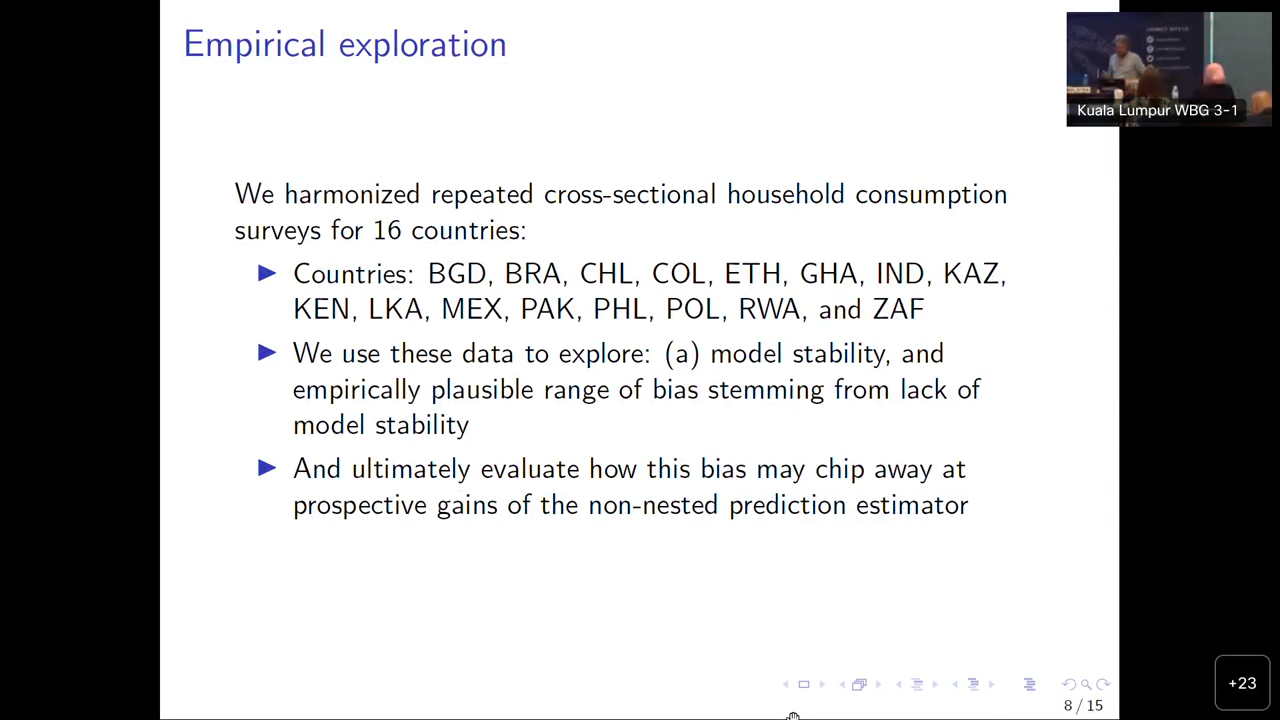 Empirical exploration
We harmonized repeated cross-sectional household consumption
surveys for 16 countries:
Countries: BGD, BRA, CHL, COL, ETH, GHA, IND, KAZ,
KEN, LKA, MEX, PAK, PHL, POL, RWA, and ZAF
We use these data to explore: (a) model stability, and
empirically plausible range of bias stemming from lack of
model stability
And ultimately evaluate how this bias may chip away at
prospective gains of the non-nested prediction estimator
8 / 15
Kuala Lumpur WBG 3-1
+23